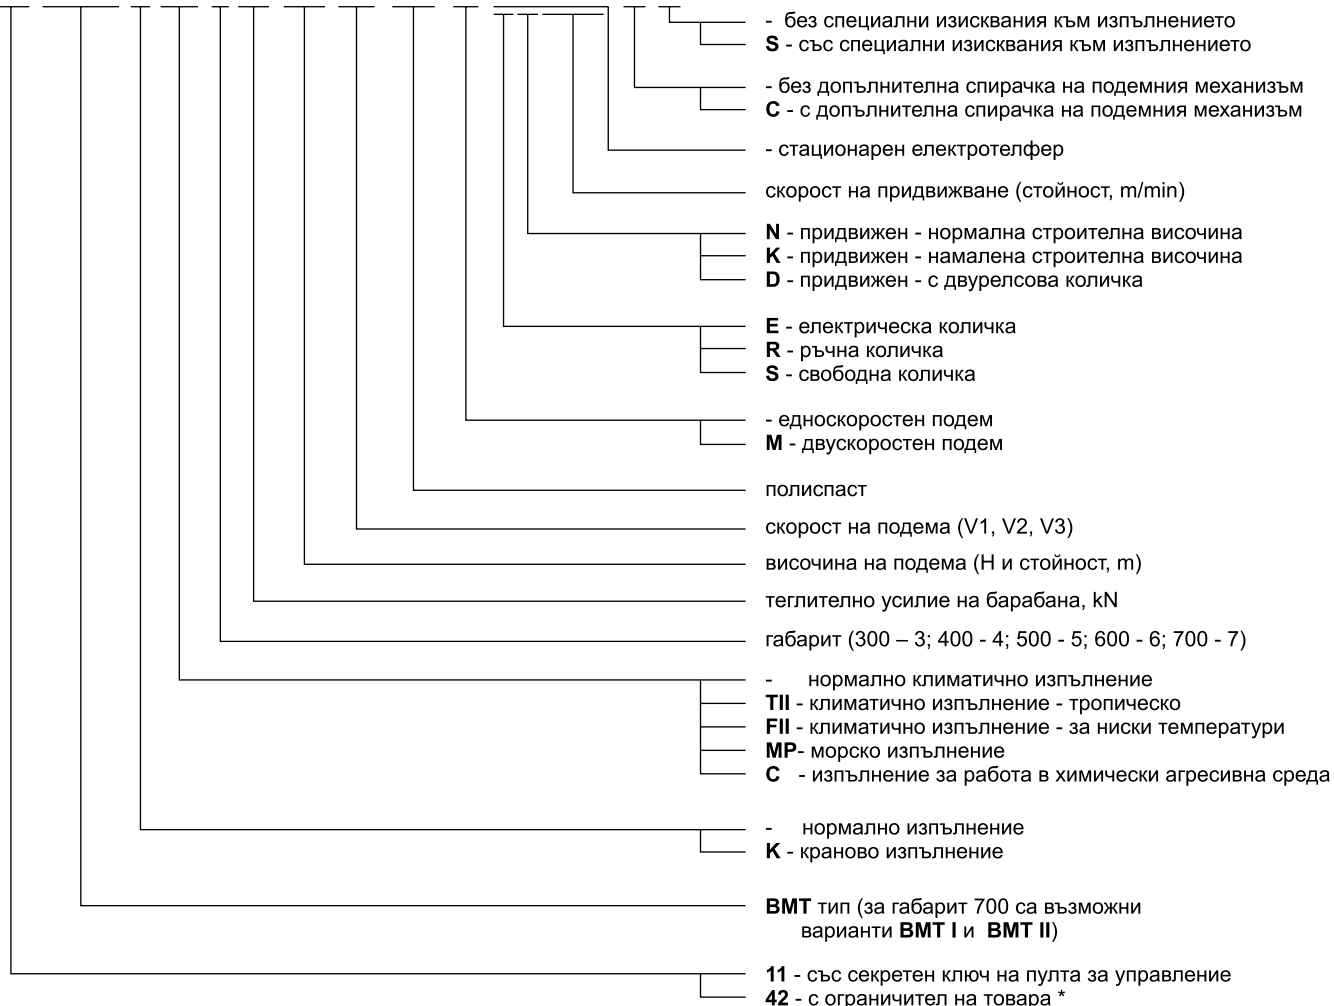 - без специални изисквания към изпълнението
S - със специални изисквания към изпълнението
- без допълнителна спирачка на подемния механизъм
C - с допълнителна спирачка на подемния механизъм
- стационарен електротелфер
скорост на придвижване (стойност, m/min)
N - придвижен - нормална строителна височина
K - придвижен - намалена строителна височина
D - придвижен - с двурелсова количка
E - електрическа количка
R - ръчна количка
S - свободна количка
- едноскоростен подем
M - двускоростен подем
полиспаст
скорост на подема (V1, V2, V3)
височина на подема (H и стойност, m)
теглително усилие на барабана, kN
габарит (300 – 3; 400 - 4; 500 - 5; 600 - 6; 700 - 7)
- нормално климатично изпълнение
TII - климатично изпълнение - тропическо
FII - климатично изпълнение - за ниски температури
MP- морско изпълнение
C - изпълнение за работа в химически агресивна среда
- нормално изпълнение
K - краново изпълнение
BMT тип (за габарит 700 са възможни
варианти BMT I и BMT II)
11 - със секретен ключ на пулта за управление
42 - с ограничител на товара *